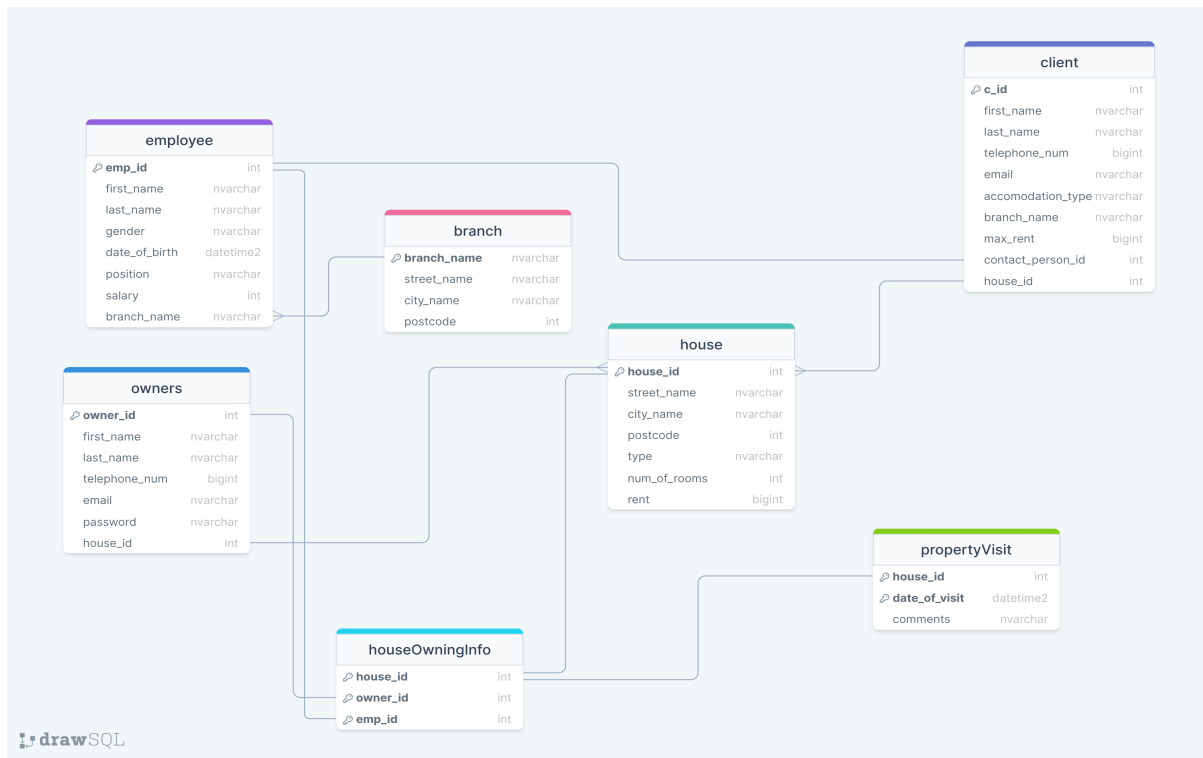 client
c_id int
first_name nvarchar
last_name nvarchar
telephone_num bigint
email nvarchar
accomodation_type nvarchar
branch_name nvarchar
max_rent bigint
contact_person_id int
house_id int
employee
emp_id int
first_name nvarchar
last_name nvarchar
gender nvarchar
date_of_birth datetime2
position nvarchar
salary int
branch_name nvarchar
branch
branch_name nvarchar
street_name nvarchar
city_name nvarchar
postcode int
house
house_id int
street_name nvarchar
city_name nvarchar
postcode int
type nvarchar
num_of_rooms int
rent bigint
owners
owner_id int
first_name nvarchar
last_name nvarchar
telephone_num bigint
email nvarchar
password nvarchar
house_id int
propertyVisit
house_id int
date_of_visit datetime2
comments nvarchar
houseOwningInfo
house_id int
owner_id int
emp_id int
drawSQL